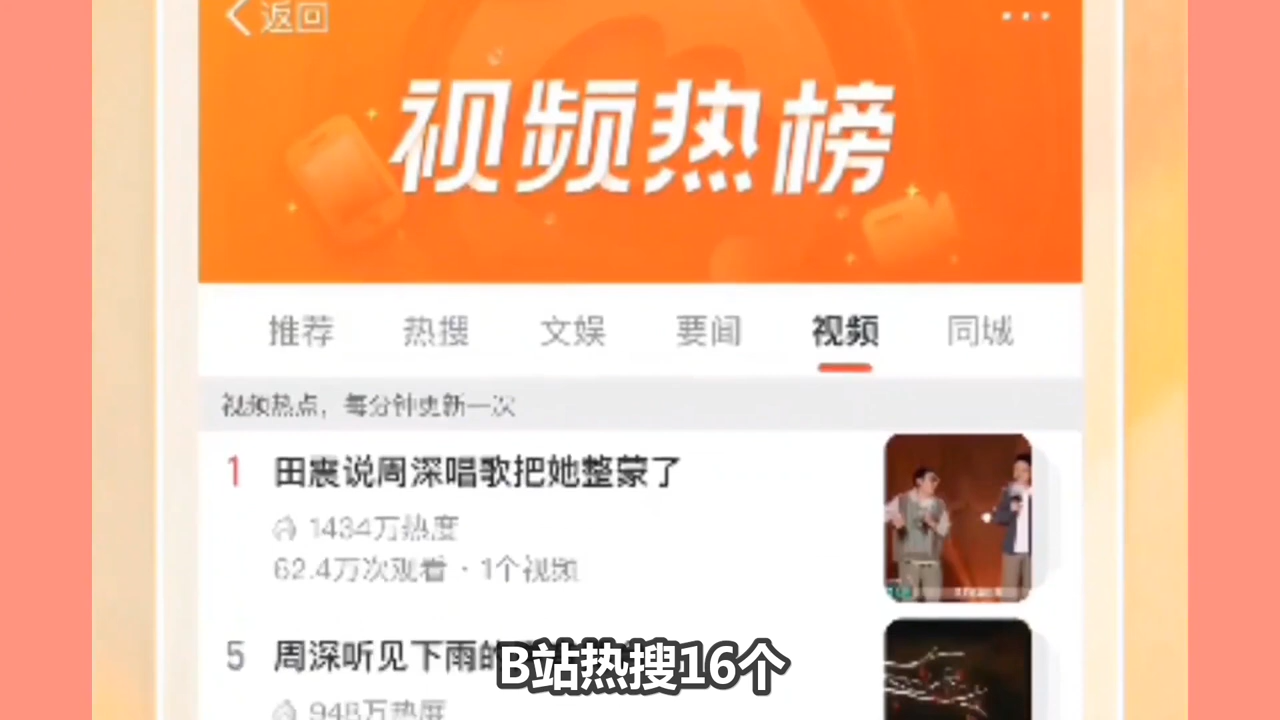 返回
视频热榜
推荐 热搜 文娱 要闻 视频 同城
视频热点，每分钟更新一次
1 田震说周深唱歌把她整蒙了
1434万热度
62.4万次观看 · 1个视频
5 周深听见下雨的
B站热搜16个
948万热度